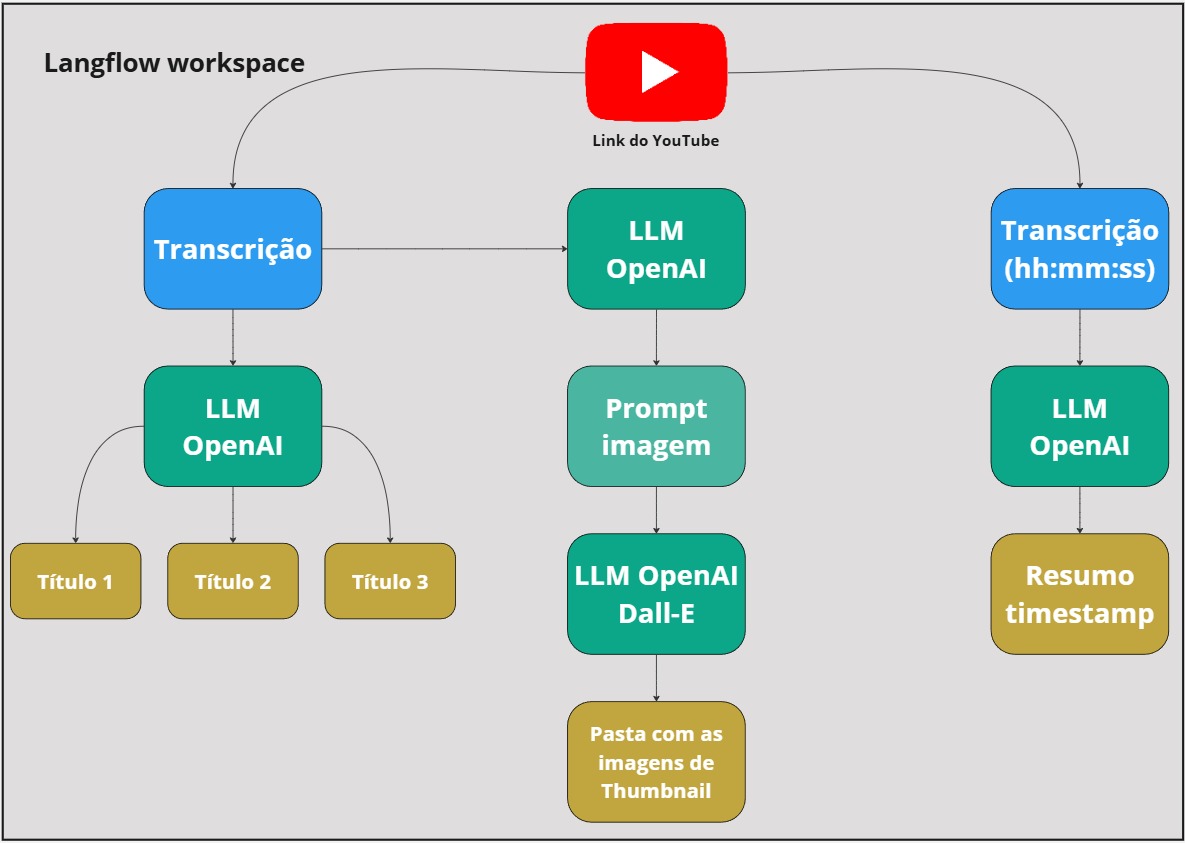 Langflow workspace
Link do YouTube
Transcrição
LLM
OpenAI
Transcrição
(hh:mm:ss)
LLM
OpenAI
Prompt
imagem
LLM
OpenAI
Título 1
Título 2
Título 3
LLM OpenAI
Dall-E
Resumo
timestamp
Pasta com as
imagens de
Thumbnail